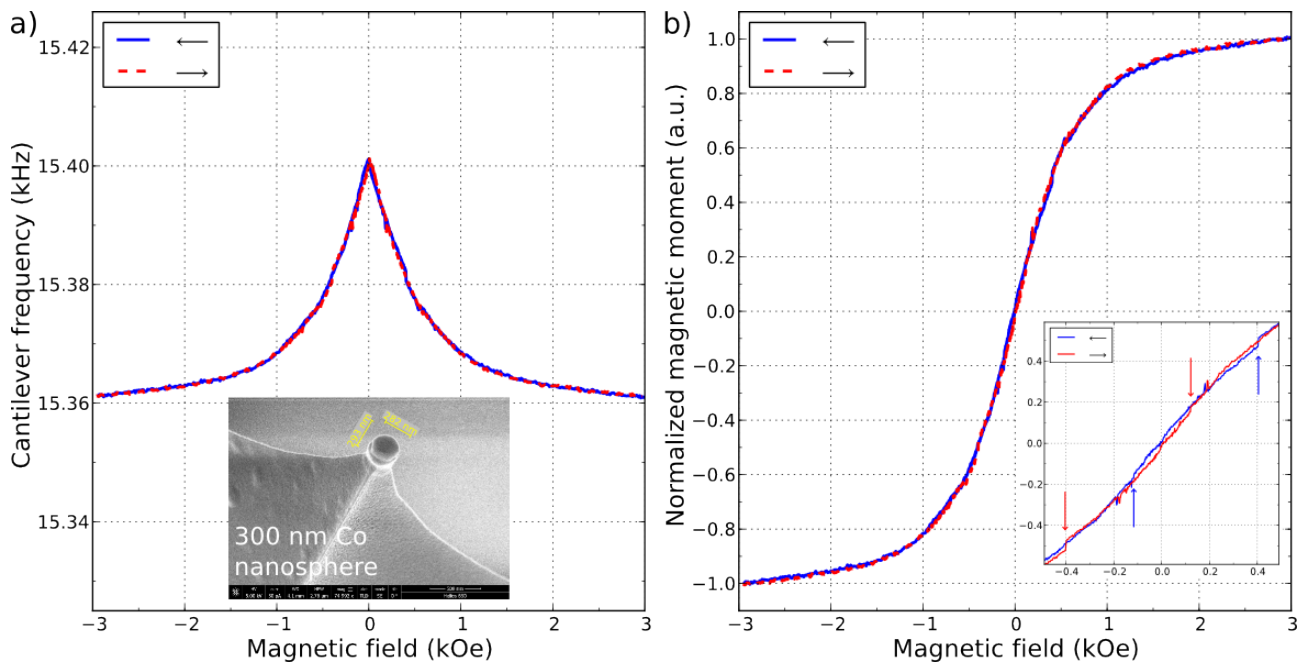 a)
←
→
15.42
15.40
15.38
15.36
15.34
Cantilever frequency (kHz)
282 nm
300 nm Co
nanosphere
−3 −2 −1 0 1 2 3
Magnetic field (kOe)
b)
←
→
1.0
0.8
0.6
0.4
0.2
0.0
−0.2
−0.4
−0.6
−0.8
−1.0
Normalized magnetic moment (a.u.)
←
→
0.4
0.2
0.0
−0.2
−0.4
−0.4 −0.2 0.0 0.2 0.4
−3 −2 −1 0 1 2 3
Magnetic field (kOe)